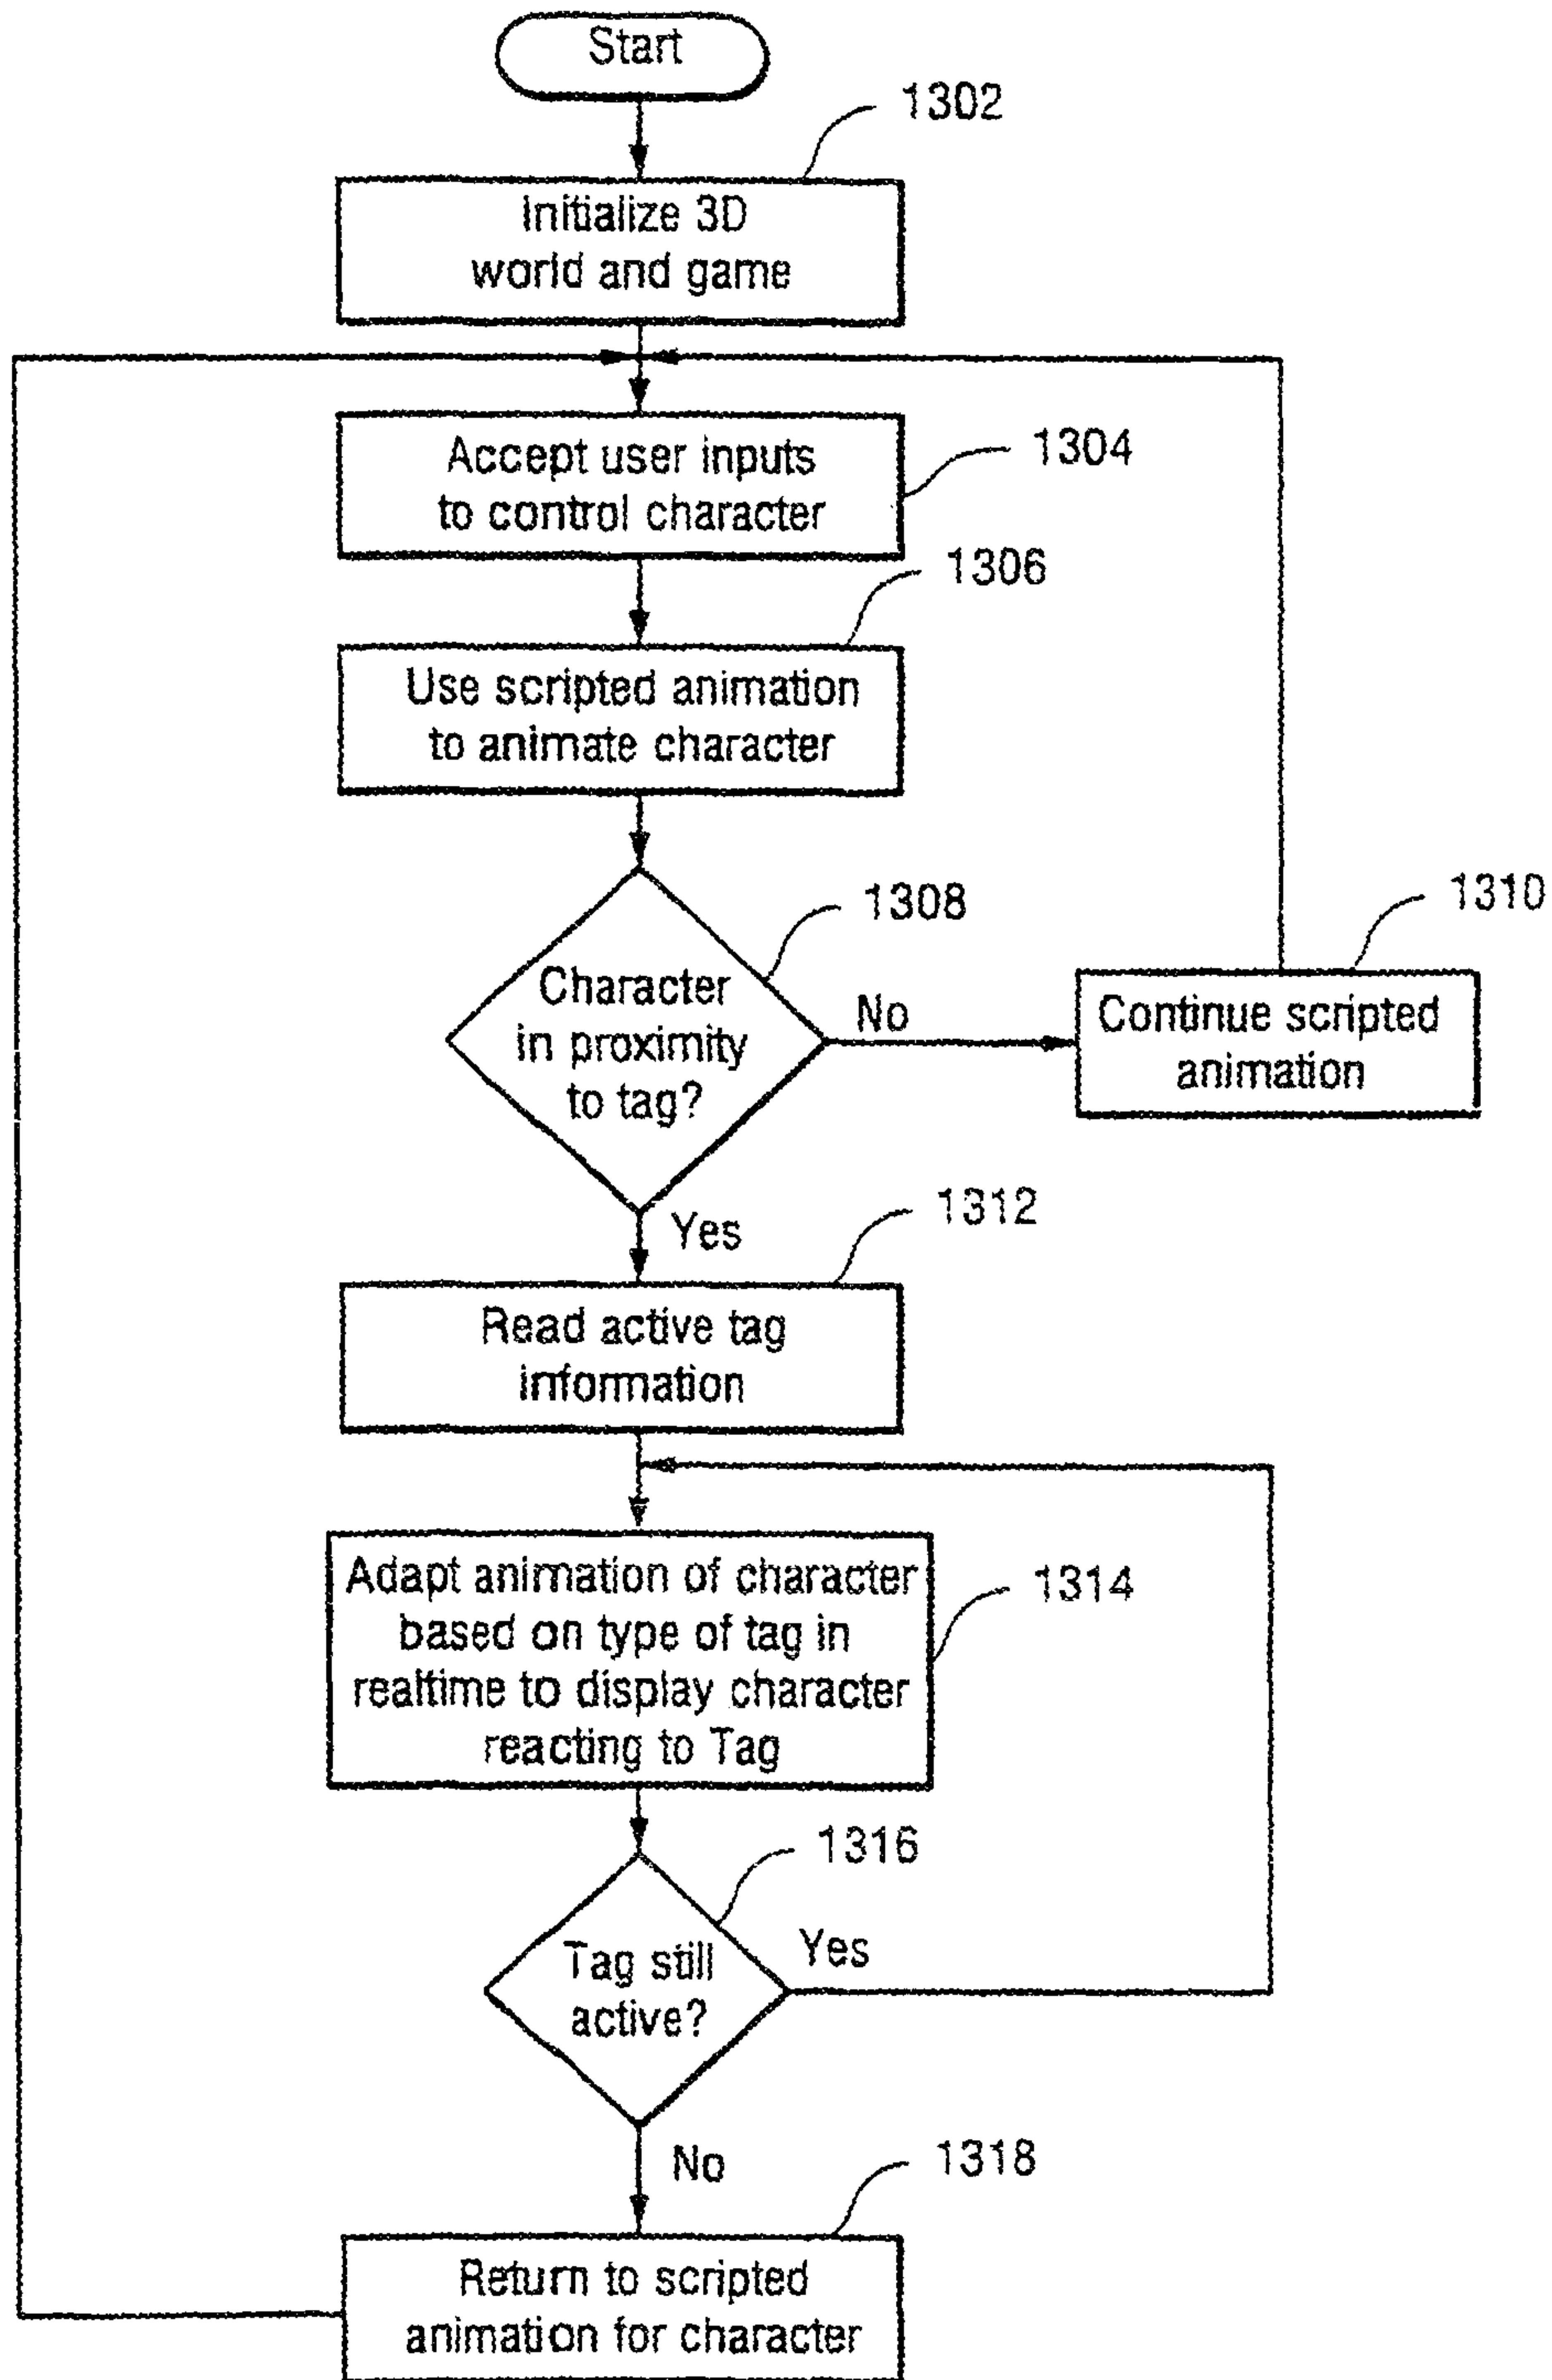 Start
1302
Initialize 3D
world and game
Accept user inputs
to control character
1304
1306
Use scripted animation
to animate character
1308
Character
in proximity
to tag?
No
1310
Continue scripted
animation
Yes
1312
Read active tag
information
Adapt animation of character
based on type of tag in
realtime to display character
reacting to Tag
1314
1316
Tag still
active?
Yes
No
1318
Return to scripted
animation for character